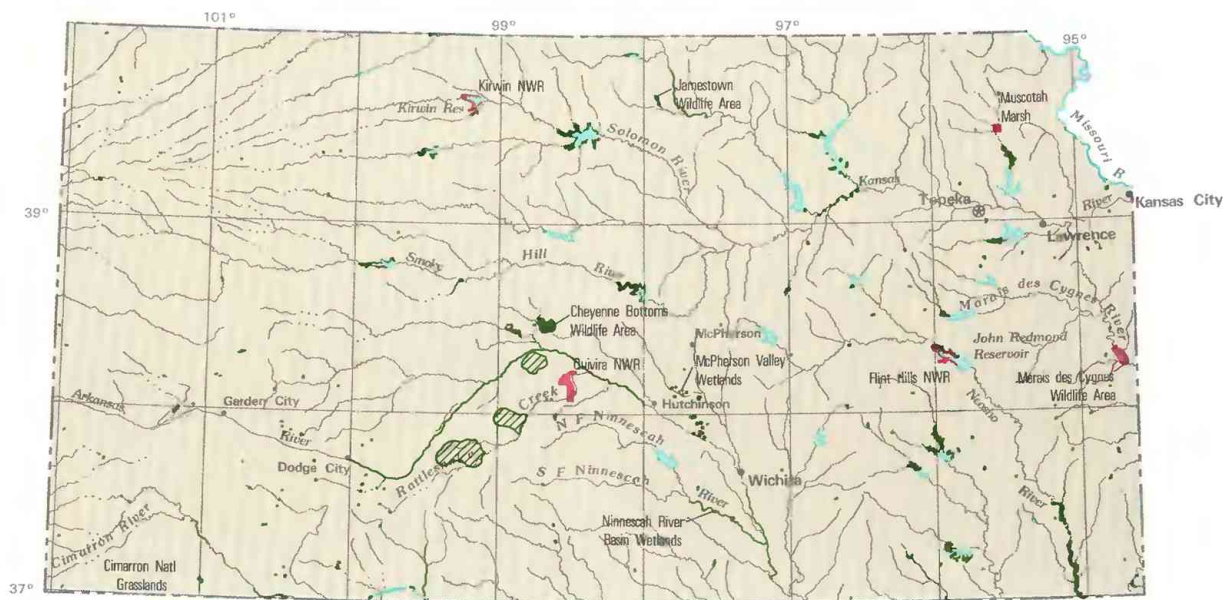 101°
99°
97°
95°
Kirwin NWR
Kirwin Res
Jamestown
Wildlife Area
Muscotah
Marsh
Missouri R
Solomon River
Kansas
River
Topeka
Kansas City
39°
Lawrence
Smoky
Hill
River
Marais des Cygnes River
Cheyenne Bottoms
Wildlife Area
McPherson
John Redmond
Reservoir
Quivira NWR
McPherson Valley
Wetlands
Flint Hills NWR
Marais des Cygnes
Wildlife Area
Arkansas
River
Garden City
Rattlesnake
Creek
Hutchinson
N F Ninnescah
Neosho
River
Dodge City
S F Ninnescah
River
Wichita
Ninnescah River
Basin Wetlands
Cimarron River
Cimarron Natl
Grasslands
37°